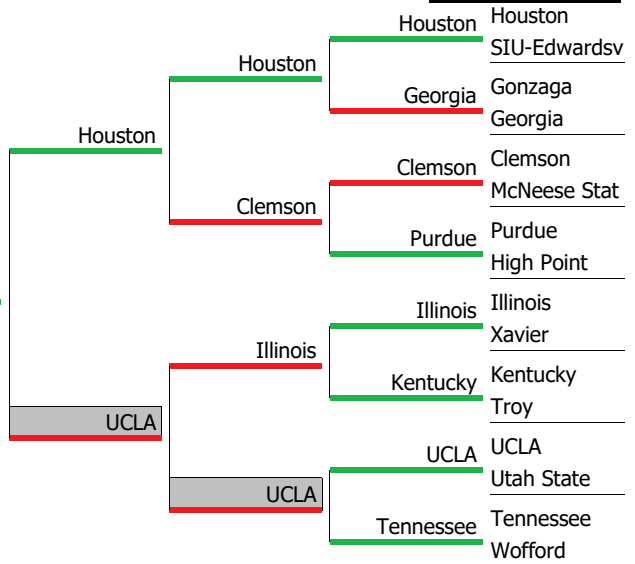 Houston
SIU-Edwardsv
Gonzaga
Georgia
Clemson
McNeese Stat
Purdue
High Point
Illinois
Xavier
Kentucky
Troy
UCLA
Utah State
Tennessee
Wofford
Houston
Georgia
Clemson
Purdue
Illinois
Kentucky
UCLA
Tennessee
Houston
Clemson
Illinois
UCLA
Houston
UCLA